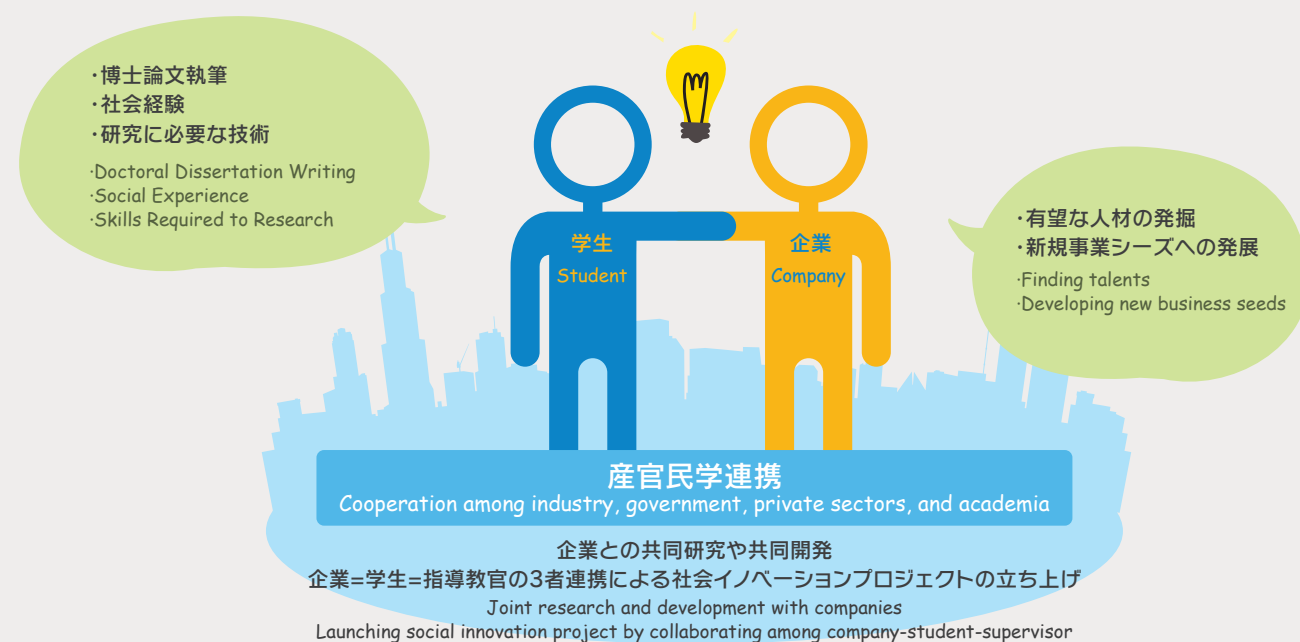 ・博士論文執筆
・社会経験
・研究に必要な技術
·Doctoral Dissertation Writing
·Social Experience
·Skills Required to Research
学生
Student
企業
Company
・有望な人材の発掘
・新規事業シーズへの発展
·Finding talents
·Developing new business seeds
産官民学連携
Cooperation among industry, government, private sectors, and academia
企業との共同研究や共同開発
企業=学生=指導教官の3者連携による社会イノベーションプロジェクトの立ち上げ
Joint research and development with companies
Launching social innovation project by collaborating among company-student-supervisor